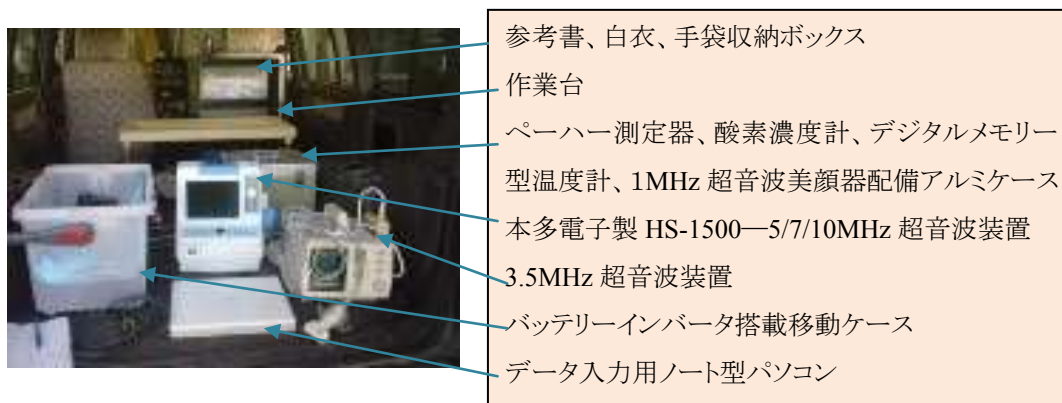 参考書、白衣、手袋収納ボックス
作業台
ペーハー測定器、酸素濃度計、デジタルメモリー
型温度計、１MHz 超音波美顔器配備アルミケース
本多電子製 HS-1500―5/7/10MHz 超音波装置
3.5MHz 超音波装置
バッテリーインバータ搭載移動ケース
データ入力用ノート型パソコン